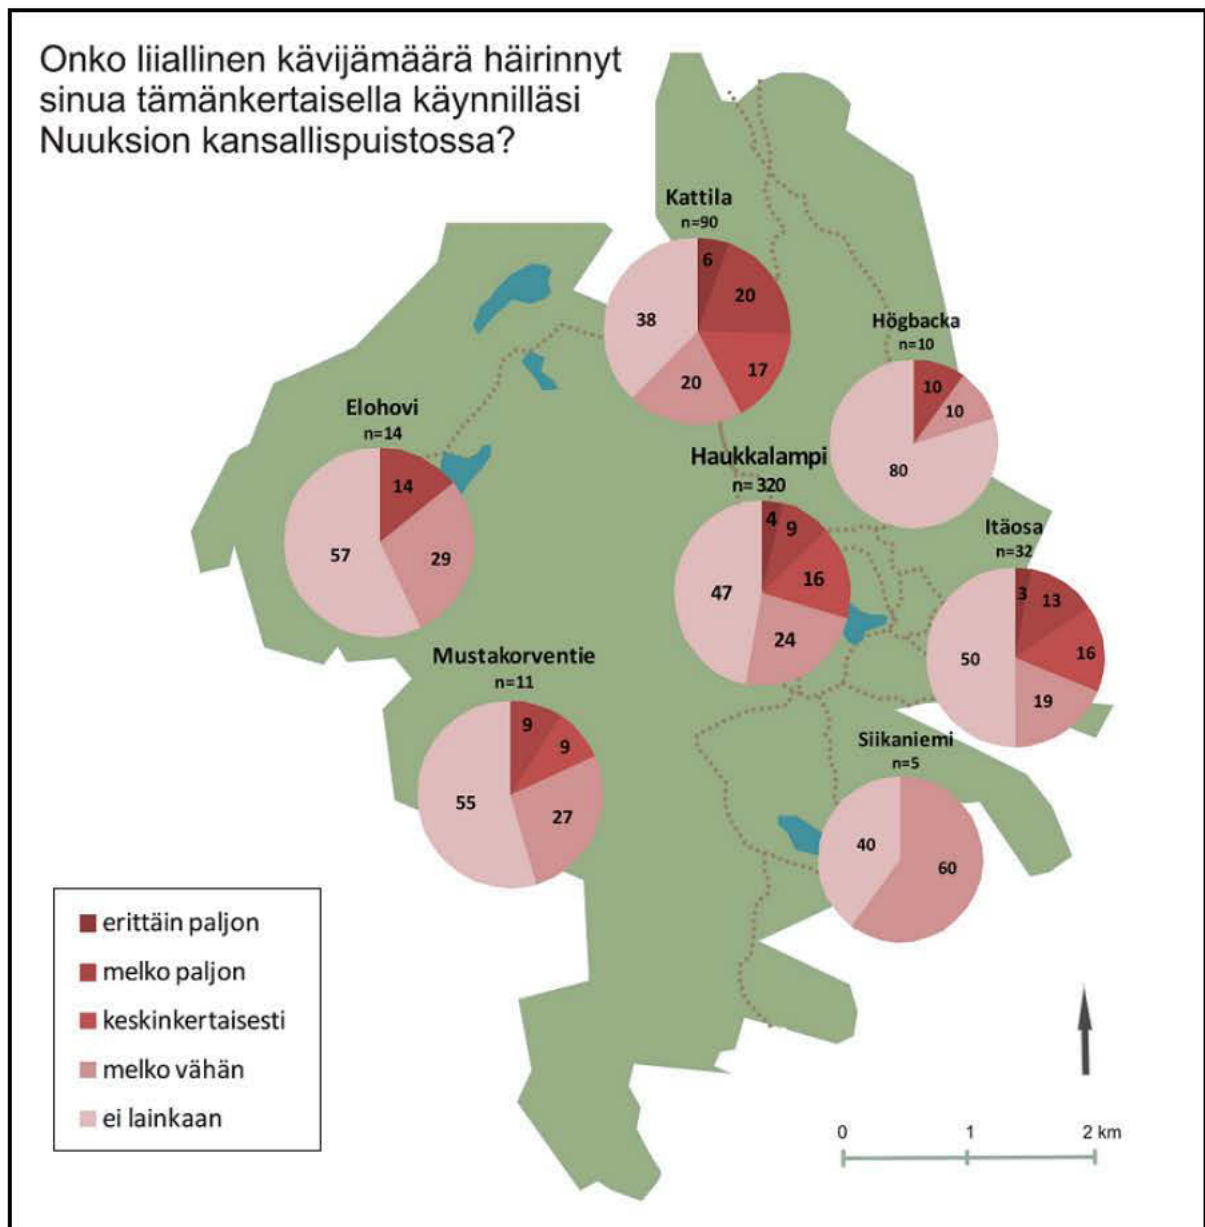 Onko liiallinen kävijämäärä häirinnyt
sinua tämänkertaisella käynnilläsi
Nuuksion kansallispuistossa?
Kattila
n=90
6
20
17
20
38
Högbacka
n=10
10
10
80
Elohovi
n=14
14
29
57
Haukkalampi
n= 320
4
9
16
24
47
Itäosa
n=32
3
13
16
19
50
Mustakorventie
n=11
9
9
27
55
Siikaniemi
n=5
60
40
erittäin paljon
melko paljon
keskinkertaisesti
melko vähän
ei lainkaan
0 1 2 km